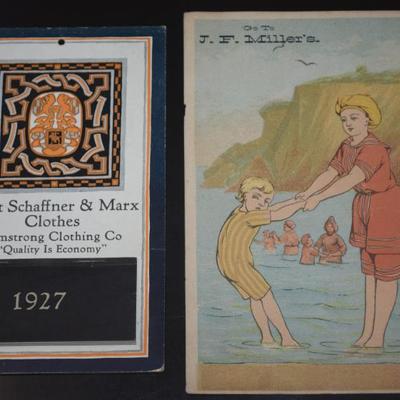 t Schaffner & Marx
Clothes
mstrong Clothing Co
"Quality Is Economy"
1927
Go To
J. F. Miller's.